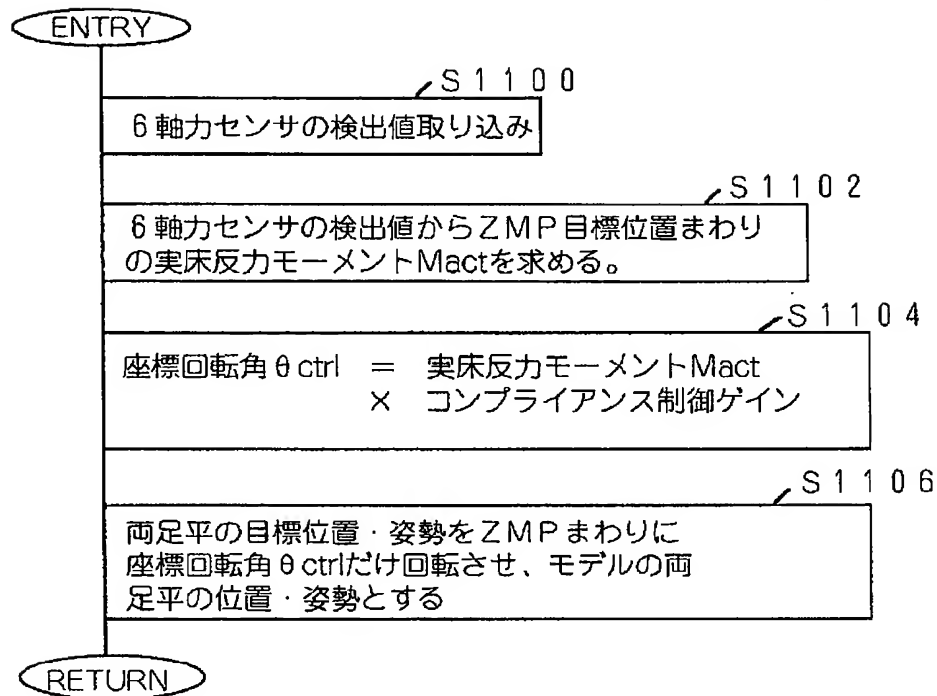 ENTRY
S1100
6軸力センサの検出値取り込み
S1102
6軸力センサの検出値からZMP目標位置まわり
の実床反力モーメントMactを求める。
S1104
座標回転角θctrl = 実床反力モーメントMact
× コンプライアンス制御ゲイン
S1106
両足平の目標位置・姿勢をZMPまわりに
座標回転角θctrlだけ回転させ、モデルの両
足平の位置・姿勢とする
RETURN